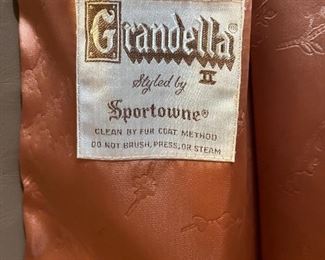 Grandella®
II
Styled by
Sportowne®
CLEAN BY FUR COAT METHOD
DO NOT BRUSH, PRESS, OR STEAM